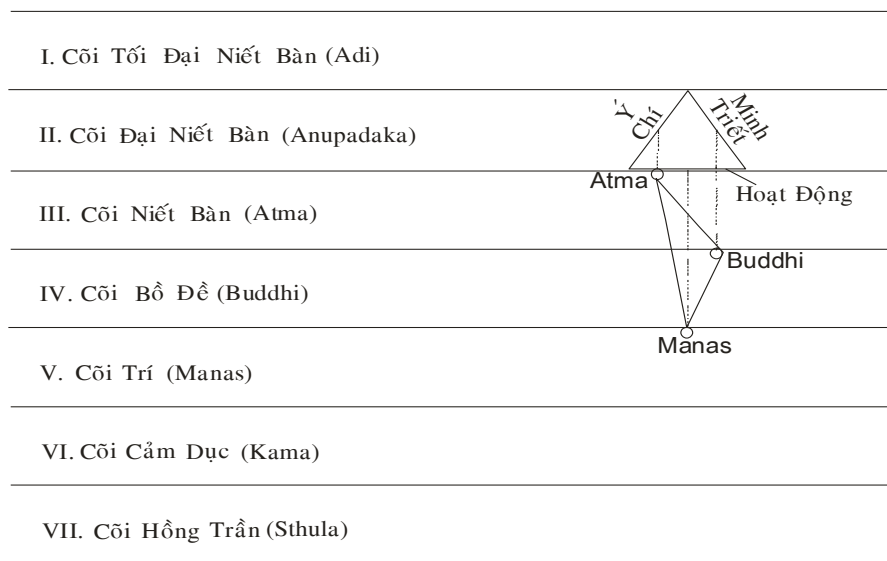 I. Cõi Tối Đại Niết Bàn (Adi)
II. Cõi Đại Niết Bàn (Anupadaka)
Ý Chí
Minh Triết
Atma
Hoạt Động
III. Cõi Niết Bàn (Atma)
Buddhi
IV. Cõi Bồ Đề (Buddhi)
Manas
V. Cõi Trí (Manas)
VI. Cõi Cảm Dục (Kama)
VII. Cõi Hồng Trần (Sthula)